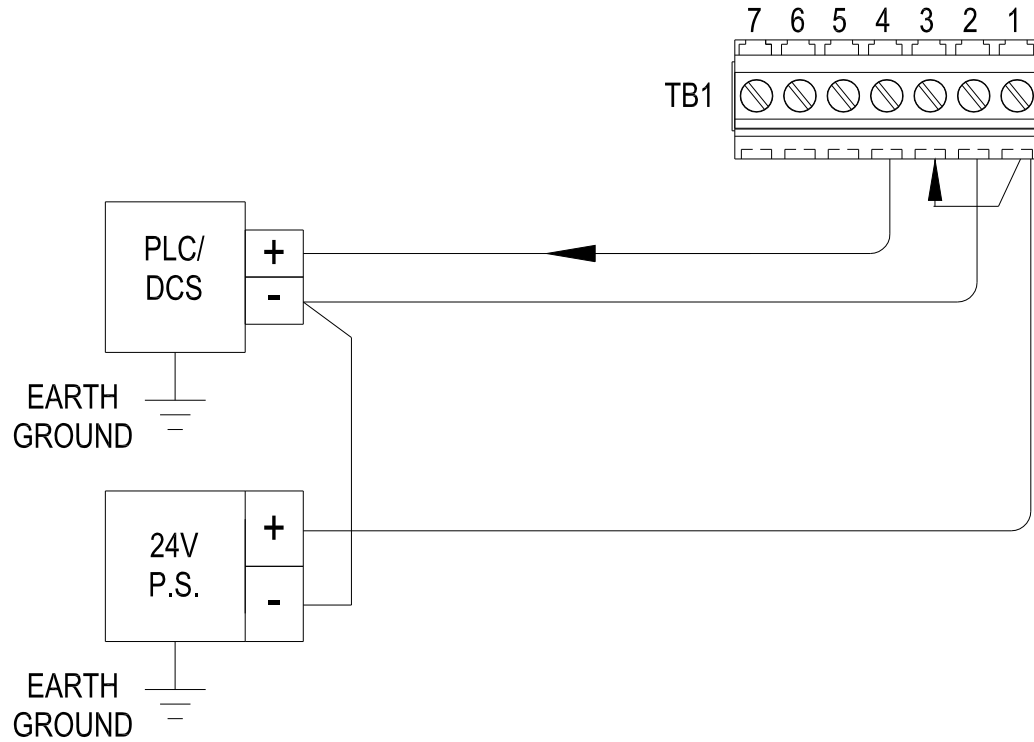 7 6 5 4 3 2 1
TB1
PLC/
DCS
+
-
EARTH
GROUND
24V
P.S.
+
-
EARTH
GROUND